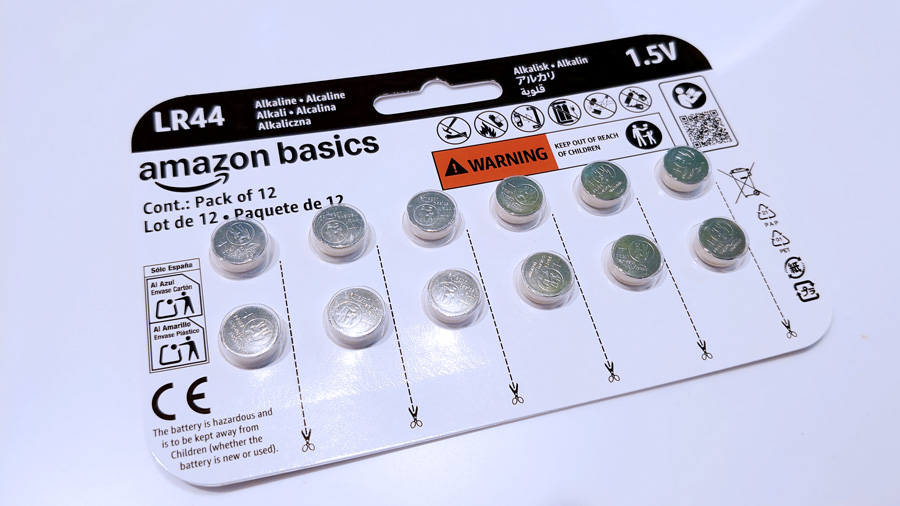 LR44
Alkaline • Alcaline
Alkali • Alcalina
Alkaliczna
Alkalisk • Alkalin
アルカリ
قلوية
1.5V
amazon basics
WARNING
KEEP OUT OF REACH
OF CHILDREN
Cont.: Pack of 12
Lot de 12 • Paquete de 12
Sólo España
Al Azul
Envase Cartón
Al Amarillo
Envase Plástico
21
PAP
01
PET
CE
The battery is hazardous and
is to be kept away from
Children (whether the
battery is new or used).